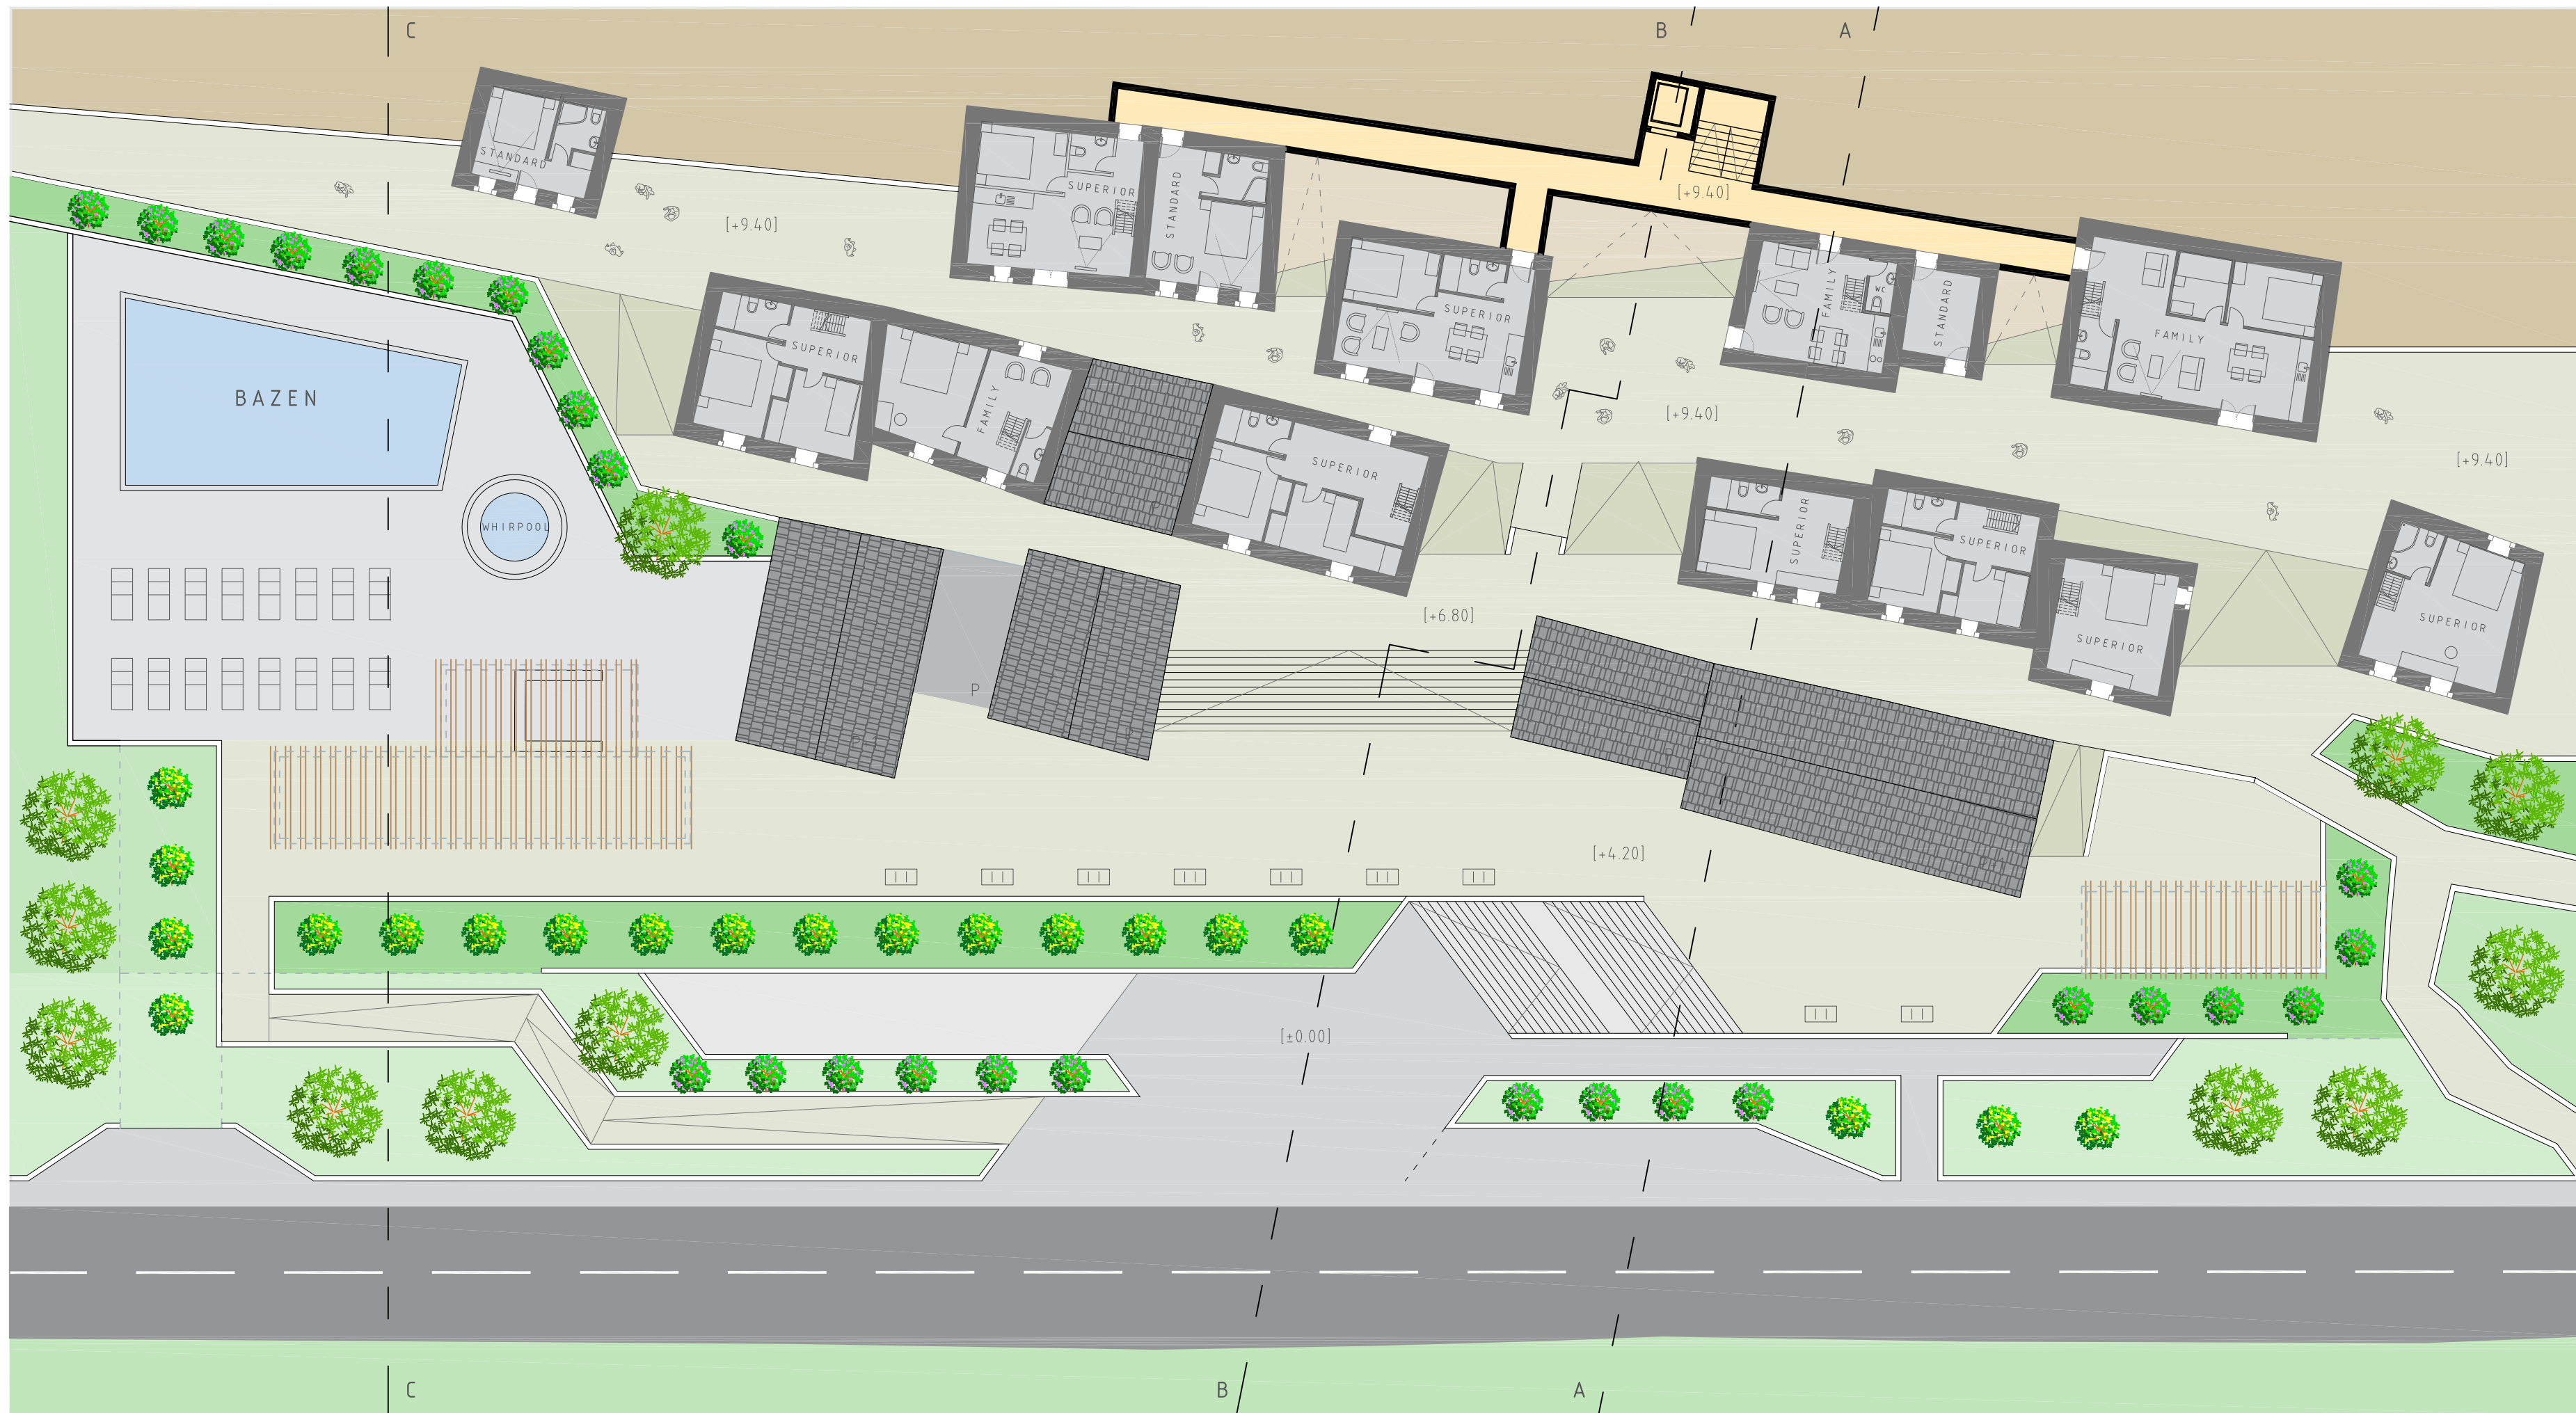 C
B
A
STANDARD
[+9.40]
SUPERIOR
STANDARD
[+9.40]
SUPERIOR
FAMILY
WC
STANDARD
FAMILY
SUPERIOR
FAMILY
BAZEN
[+9.40]
[+9.40]
SUPERIOR
WHIRPOOL
SUPERIOR
SUPERIOR
SUPERIOR
SUPERIOR
[+6.80]
P
[+4.20]
[±0.00]
C
B
A